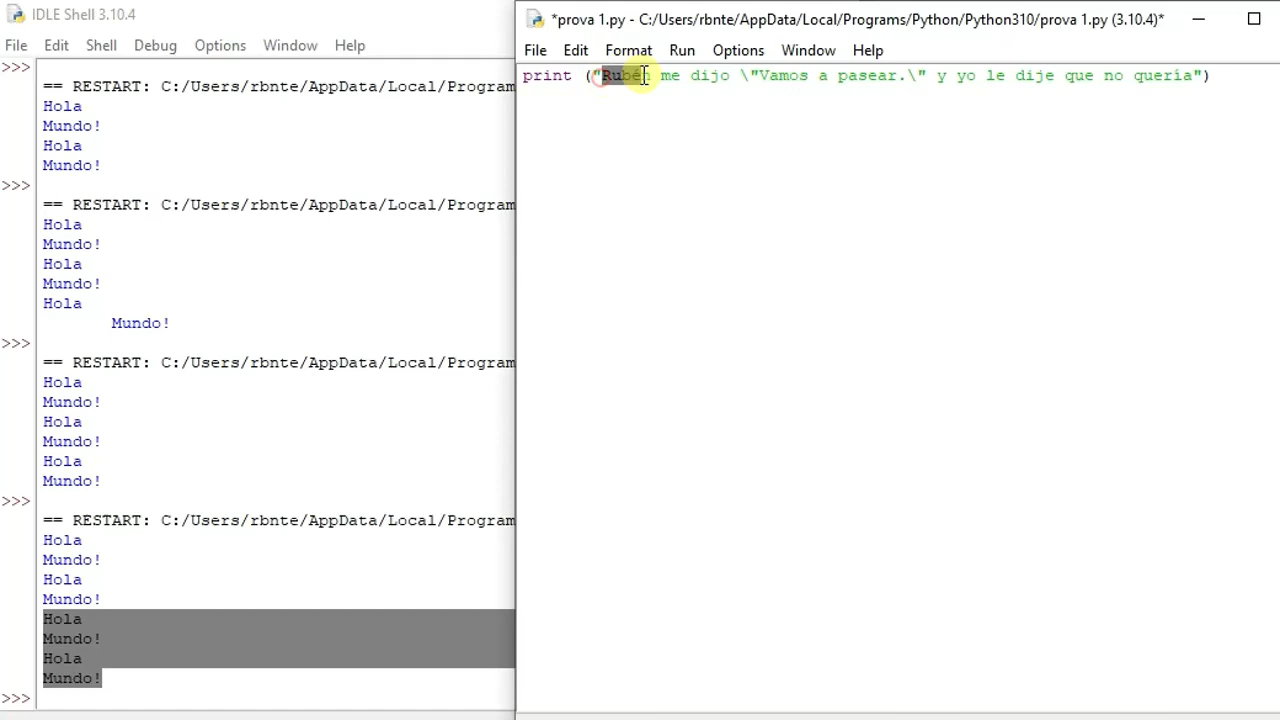 IDLE Shell 3.10.4
File Edit Shell Debug Options Window Help
>>>
== RESTART: C:/Users/rbnte/AppData/Local/Program
Hola
Mundo!
Hola
Mundo!
>>>
== RESTART: C:/Users/rbnte/AppData/Local/Program
Hola
Mundo!
Hola
Mundo!
Hola
Mundo!
>>>
== RESTART: C:/Users/rbnte/AppData/Local/Program
Hola
Mundo!
Hola
Mundo!
Hola
Mundo!
>>>
== RESTART: C:/Users/rbnte/AppData/Local/Program
Hola
Mundo!
Hola
Mundo!
Hola
Mundo!
Hola
Mundo!
>>>
*prova 1.py - C:/Users/rbnte/AppData/Local/Programs/Python/Python310/prova 1.py (3.10.4)*
File Edit Format Run Options Window Help
print ("Rubén me dijo \"Vamos a pasear.\" y yo le dije que no quería")